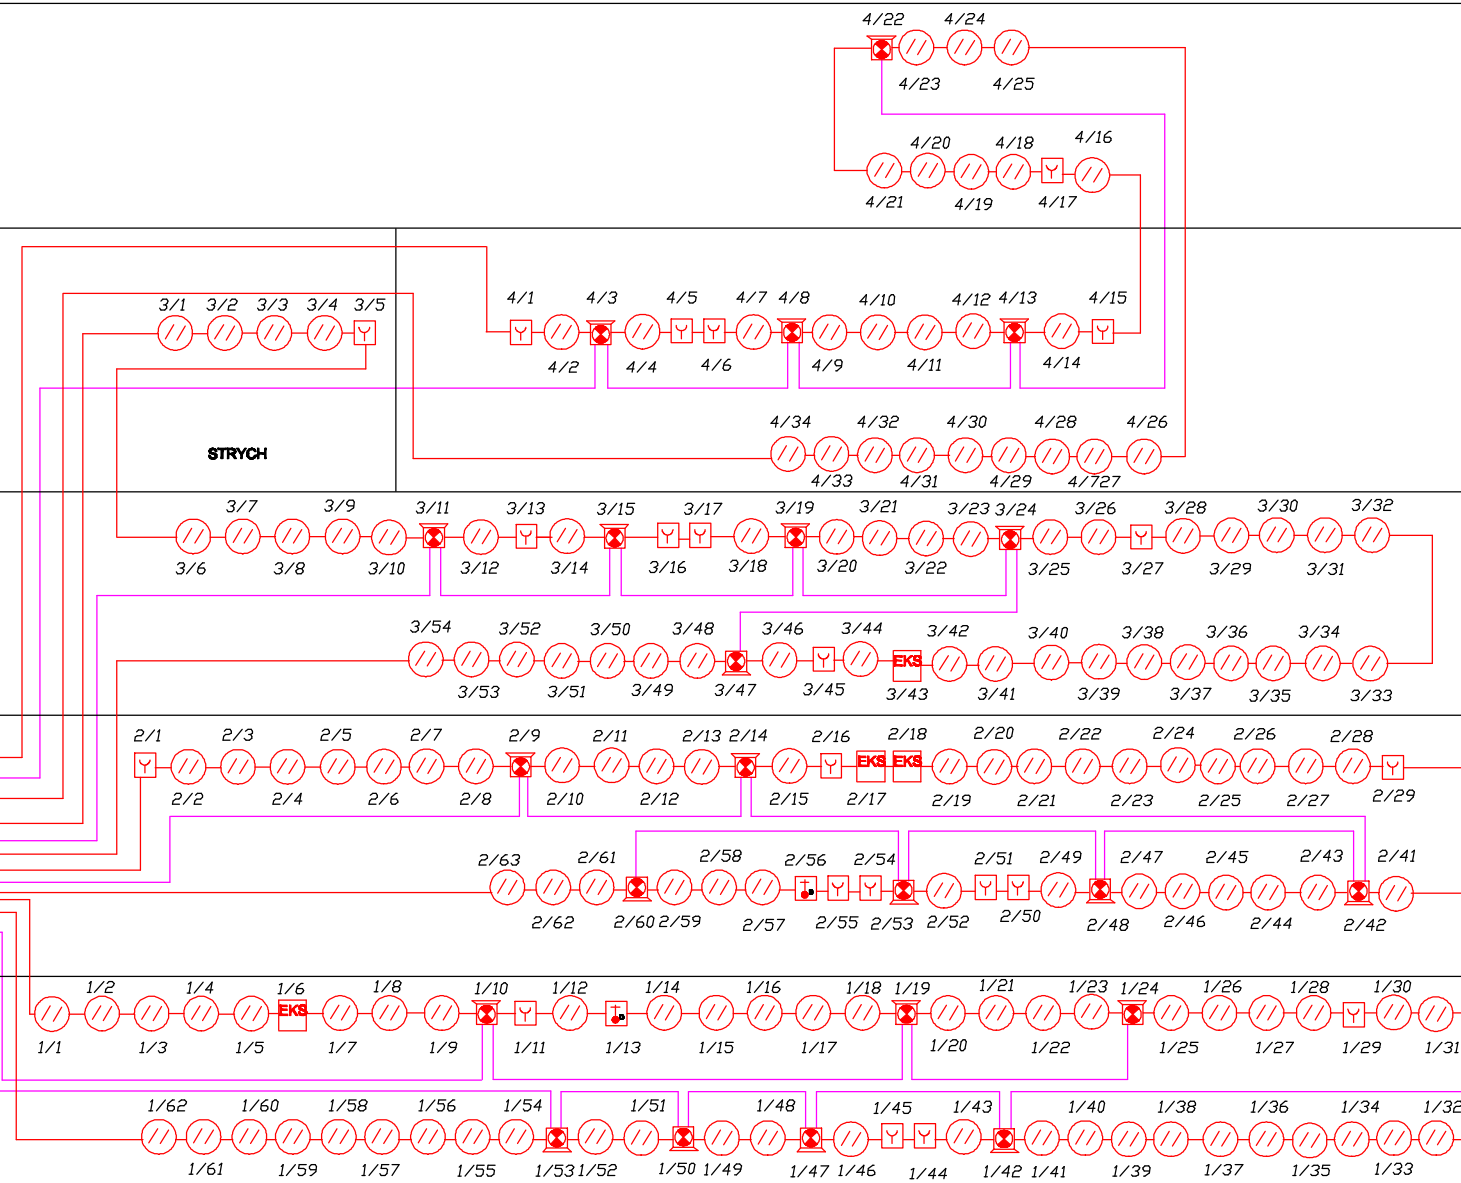 4/22 4/24
4/23 4/25
4/20 4/18 4/16
4/21 4/19 4/17
3/1 3/2 3/3 3/4 3/5 4/1 4/3 4/5 4/7 4/8 4/10 4/12 4/13 4/15
4/2 4/4 4/6 4/9 4/11 4/14
4/34 4/32 4/30 4/28 4/26
STRYCH
4/33 4/31 4/29 4/727
3/7 3/9 3/11 3/13 3/15 3/17 3/19 3/21 3/23 3/24 3/26 3/28 3/30 3/32
3/6 3/8 3/10 3/12 3/14 3/16 3/18 3/20 3/22 3/25 3/27 3/29 3/31
3/54 3/52 3/50 3/48 3/46 3/44 3/42 3/40 3/38 3/36 3/34
EKS
3/53 3/51 3/49 3/47 3/45 3/43 3/41 3/39 3/37 3/35 3/33
2/1 2/3 2/5 2/7 2/9 2/11 2/13 2/14 2/16 2/18 2/20 2/22 2/24 2/26 2/28
EKS EKS
2/2 2/4 2/6 2/8 2/10 2/12 2/15 2/17 2/19 2/21 2/23 2/25 2/27 2/29
2/63 2/61 2/58 2/56 2/54 2/51 2/49 2/47 2/45 2/43 2/41
2/62 2/60 2/59 2/57 2/55 2/53 2/52 2/50 2/48 2/46 2/44 2/42
1/2 1/4 1/6 1/8 1/10 1/12 1/14 1/16 1/18 1/19 1/21 1/23 1/24 1/26 1/28 1/30
EKS
1/1 1/3 1/5 1/7 1/9 1/11 1/13 1/15 1/17 1/20 1/22 1/25 1/27 1/29 1/31
1/62 1/60 1/58 1/56 1/54 1/51 1/48 1/45 1/43 1/40 1/38 1/36 1/34 1/32
1/61 1/59 1/57 1/55 1/53 1/52 1/50 1/49 1/47 1/46 1/44 1/42 1/41 1/39 1/37 1/35 1/33